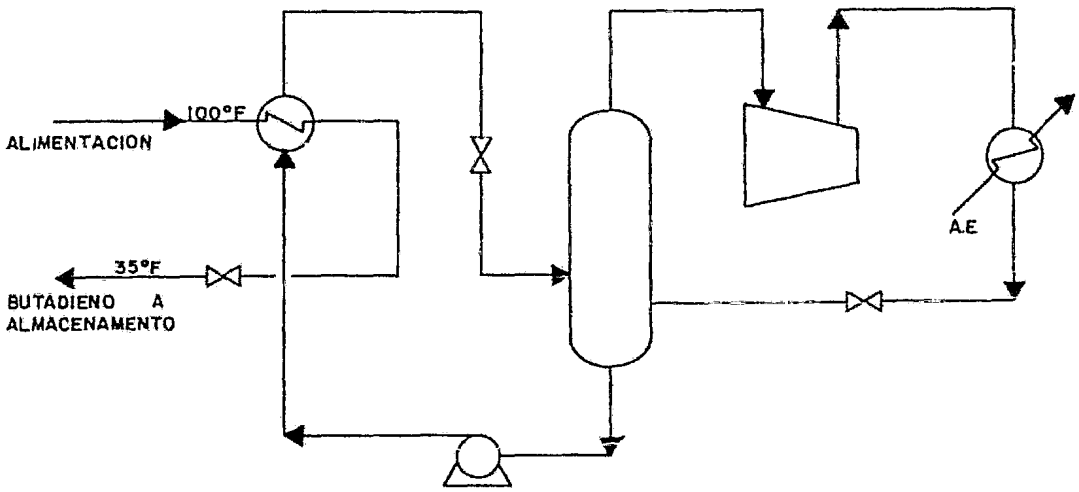 100°F
ALIMENTACION
35°F
BUTADIENO A
ALMACENAMENTO
A.E